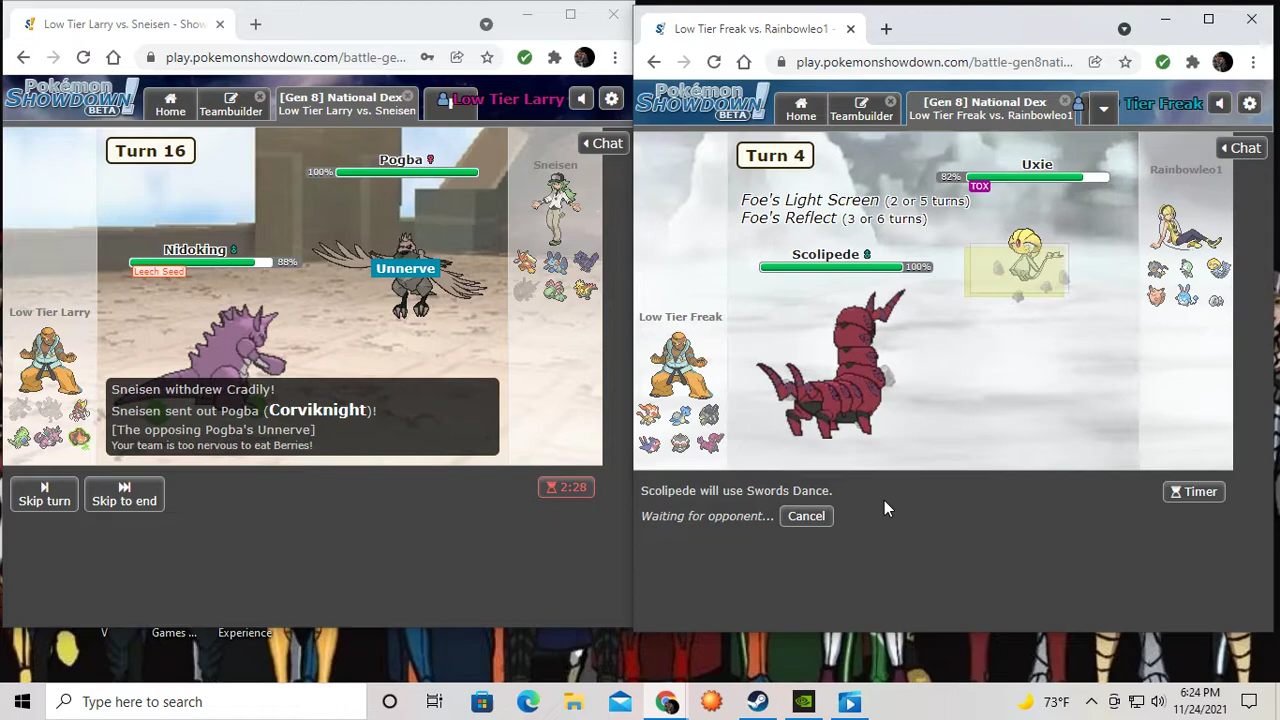 Low Tier Larry vs. Sneisen - Show
play.pokemonshowdown.com/battle-ge...
Pokémon
Showdown!
BETA
Home
Teambuilder
[Gen 8] National Dex
Low Tier Larry vs. Sneisen
Low Tier Larry
Turn 16
Chat
Pogba
100%
Sneisen
Nidoking
88%
Leech Seed
Unnerve
Low Tier Larry
Sneisen withdrew Cradily!
Sneisen sent out Pogba (Corviknight)!
[The opposing Pogba's Unnerve]
Your team is too nervous to eat Berries!
Skip turn
Skip to end
2:28
Low Tier Freak vs. Rainbowleo1 -
play.pokemonshowdown.com/battle-gen8nati...
Pokémon
Showdown!
BETA
Home
Teambuilder
[Gen 8] National Dex
Low Tier Freak vs. Rainbowleo1
Tier Freak
Turn 4
Chat
Uxie
82%
TOX
Rainbowleo1
Foe's Light Screen (2 or 5 turns)
Foe's Reflect (3 or 6 turns)
Scolipede
100%
Low Tier Freak
Scolipede will use Swords Dance.
Waiting for opponent...
Cancel
Timer
V
Games ...
Experience
Type here to search
73°F
6:24 PM
11/24/2021